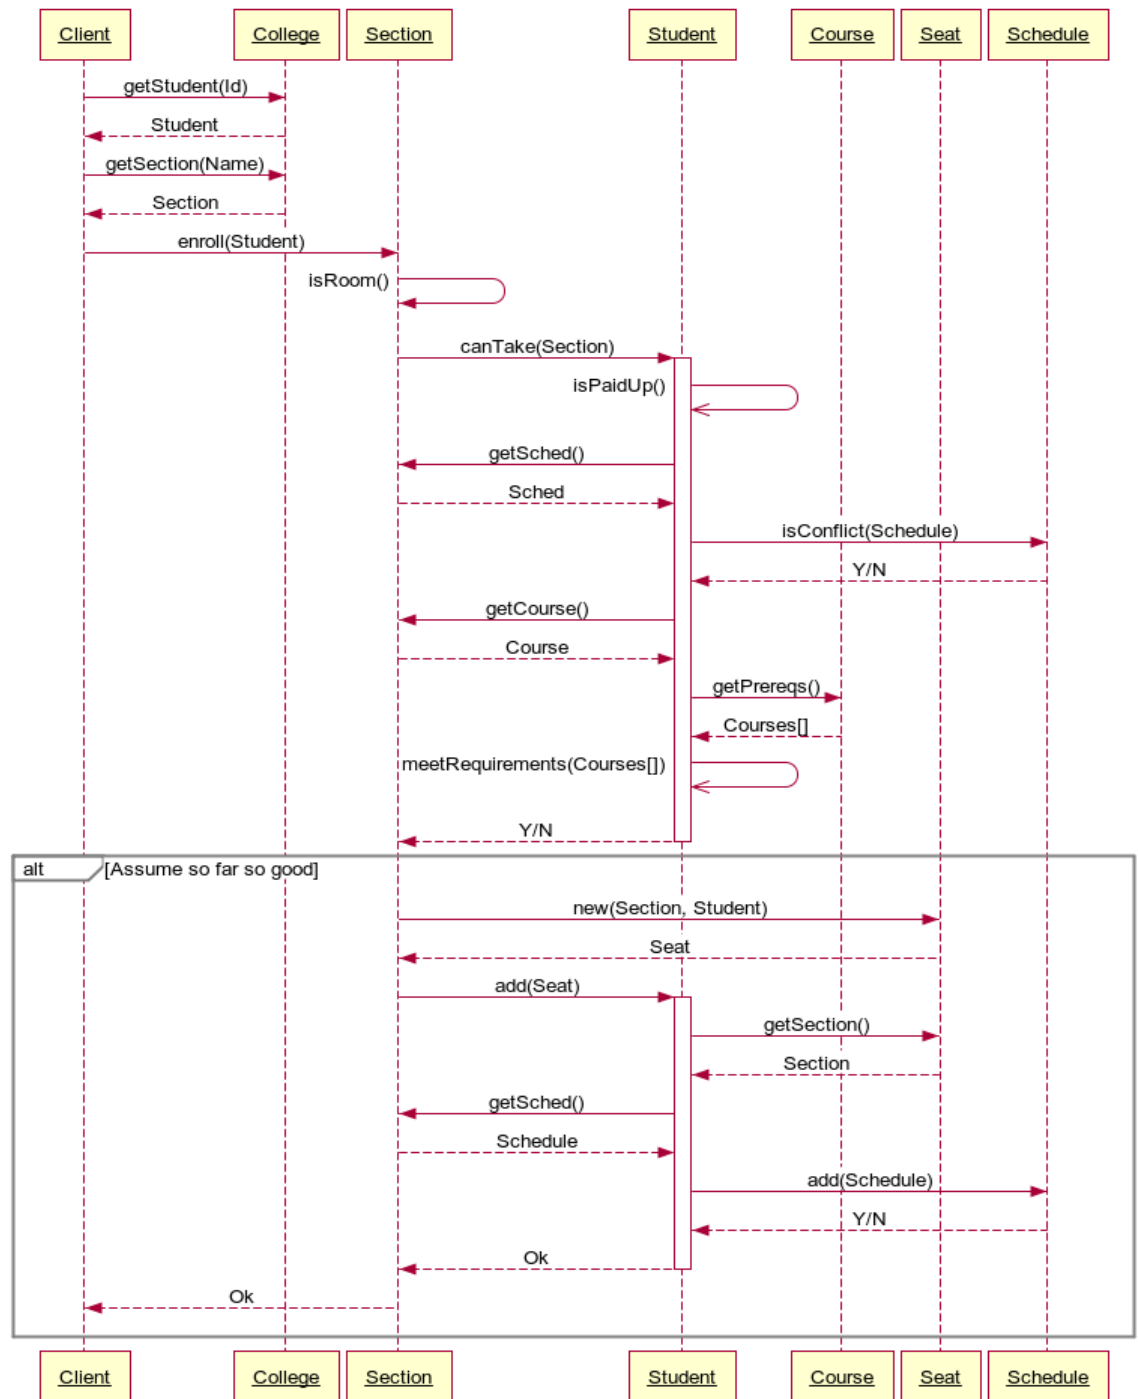 Client College Section Student Course Seat Schedule
getStudent(Id)
Student
getSection(Name)
Section
enroll(Student)
isRoom()
canTake(Section)
isPaidUp()
getSched()
Sched
isConflict(Schedule)
Y/N
getCourse()
Course
getPrereqs()
Courses[]
meetRequirements(Courses[])
Y/N
alt [Assume so far so good]
new(Section, Student)
Seat
add(Seat)
getSection()
Section
getSched()
Schedule
add(Schedule)
Y/N
Ok
Ok
Client College Section Student Course Seat Schedule